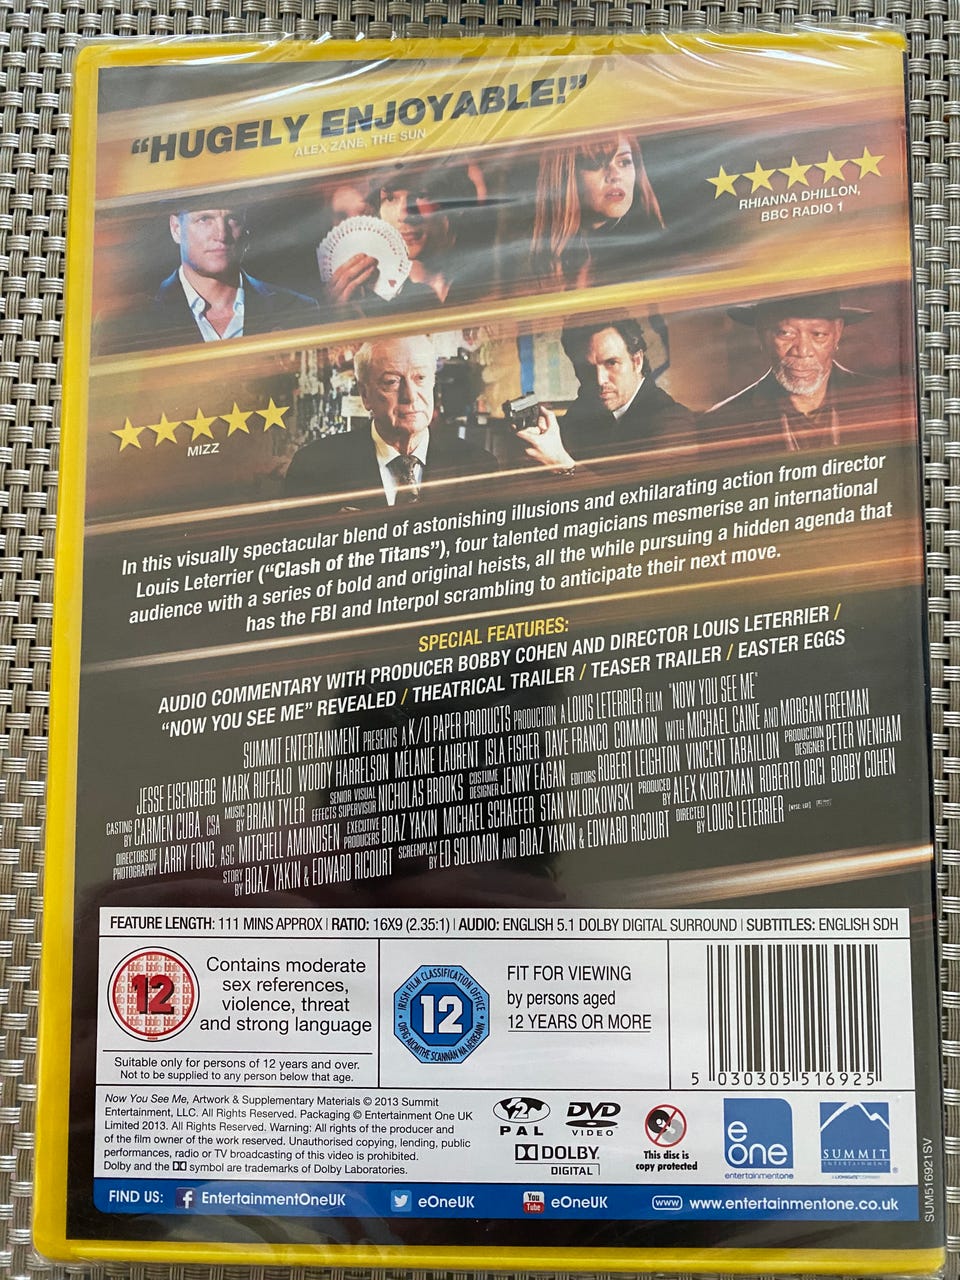 “HUGELY ENJOYABLE!”
ALEX ZANE, THE SUN
RHIANNA DHILLON,
BBC RADIO 1
MIZZ
In this visually spectacular blend of astonishing illusions and exhilarating action from director
Louis Leterrier (“Clash of the Titans”), four talented magicians mesmerise an international
audience with a series of bold and original heists, all the while pursuing a hidden agenda that
has the FBI and Interpol scrambling to anticipate their next move.
SPECIAL FEATURES:
AUDIO COMMENTARY WITH PRODUCER BOBBY COHEN AND DIRECTOR LOUIS LETERRIER /
“NOW YOU SEE ME” REVEALED / THEATRICAL TRAILER / TEASER TRAILER / EASTER EGGS
SUMMIT ENTERTAINMENT PRESENTS A K/O PAPER PRODUCTS PRODUCTION A LOUIS LETERRIER FILM "NOW YOU SEE ME"
JESSE EISENBERG MARK RUFFALO WOODY HARRELSON MÉLANIE LAURENT ISLA FISHER DAVE FRANCO COMMON WITH MICHAEL CAINE AND MORGAN FREEMAN
CASTING BY CARMEN CUBA, CSA MUSIC BY BRIAN TYLER SENIOR VISUAL EFFECTS SUPERVISOR NICHOLAS BROOKS COSTUME DESIGNER JENNY EAGAN EDITORS ROBERT LEIGHTON VINCENT TABAILLON PRODUCTION DESIGNER PETER WENHAM
DIRECTORS OF PHOTOGRAPHY LARRY FONG, ASC MITCHELL AMUNDSEN EXECUTIVE PRODUCERS BOAZ YAKIN MICHAEL SCHAEFER STAN WLODKOWSKI PRODUCED BY ALEX KURTZMAN ROBERTO ORCI BOBBY COHEN
STORY BY BOAZ YAKIN & EDWARD RICOURT SCREENPLAY BY ED SOLOMON AND BOAZ YAKIN & EDWARD RICOURT DIRECTED BY LOUIS LETERRIER
FEATURE LENGTH: 111 MINS APPROX | RATIO: 16X9 (2.35:1) | AUDIO: ENGLISH 5.1 DOLBY DIGITAL SURROUND | SUBTITLES: ENGLISH SDH
12
Contains moderate
sex references,
violence, threat
and strong language
Suitable only for persons of 12 years and over.
Not to be supplied to any person below that age.
IRISH FILM CLASSIFICATION OFFICE
12
OIFIG AICMITHE SCANNÁN NA hÉIREANN
FIT FOR VIEWING
by persons aged
12 YEARS OR MORE
5 030305 516925
Now You See Me, Artwork & Supplementary Materials © 2013 Summit
Entertainment, LLC. All Rights Reserved. Packaging © Entertainment One UK
Limited 2013. All Rights Reserved. Warning: All rights of the producer and
of the film owner of the work reserved. Unauthorised copying, lending, public
performances, radio or TV broadcasting of this video is prohibited.
Dolby and the DD symbol are trademarks of Dolby Laboratories.
2
PAL
DVD
VIDEO
DOLBY
DIGITAL
This disc is
copy protected
e
one
entertainmentone
SUMMIT
ENTERTAINMENT
A LIONSGATE COMPANY
SUM516921SV
FIND US: f EntertainmentOneUK eOneUK You Tube eOneUK www www.entertainmentone.co.uk